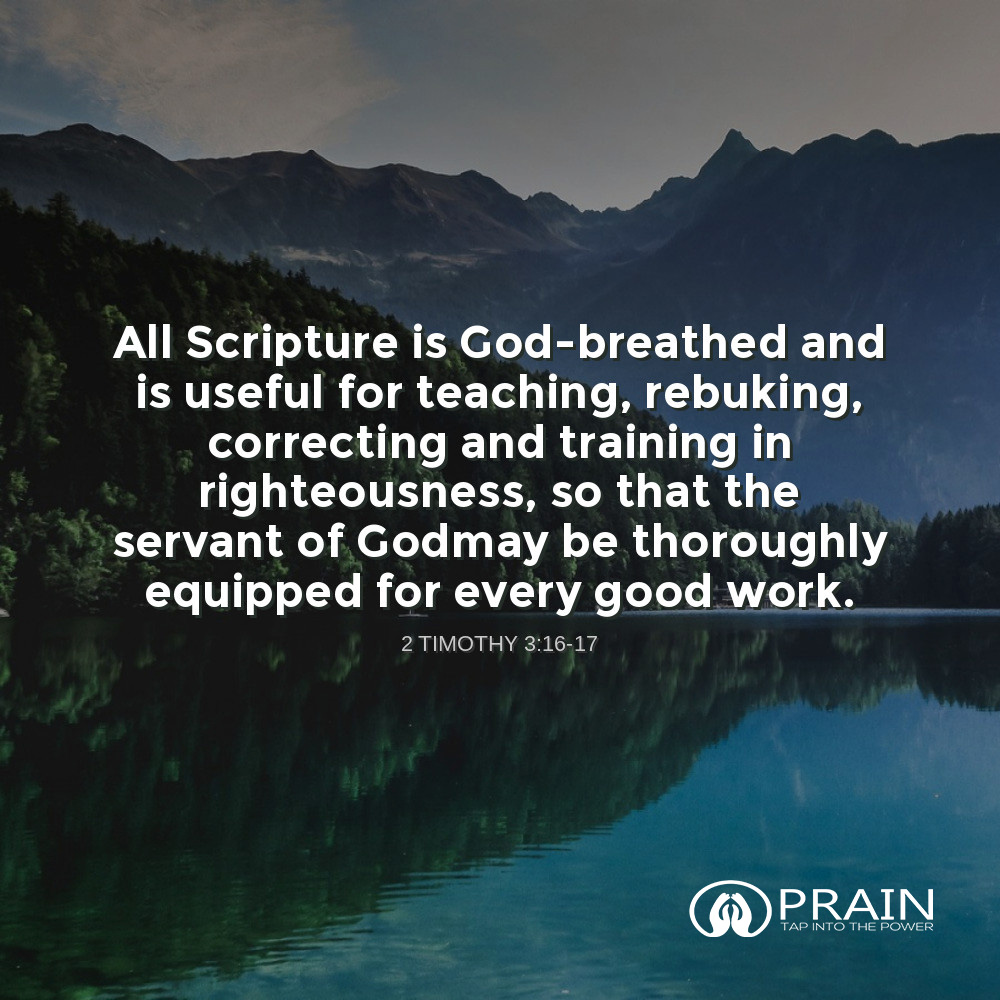 All Scripture is God-breathed and
is useful for teaching, rebuking,
correcting and training in
righteousness, so that the
servant of Godmay be thoroughly
equipped for every good work.
2 TIMOTHY 3:16-17
PRAIN
TAP INTO THE POWER